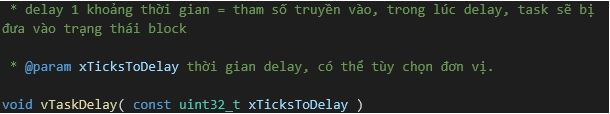 * delay 1 khoảng thời gian = tham số truyền vào, trong lúc delay, task sẽ bị
đưa vào trạng thái block
* @param xTicksToDelay thời gian delay, có thể tùy chọn đơn vị.
void vTaskDelay( const uint32_t xTicksToDelay )